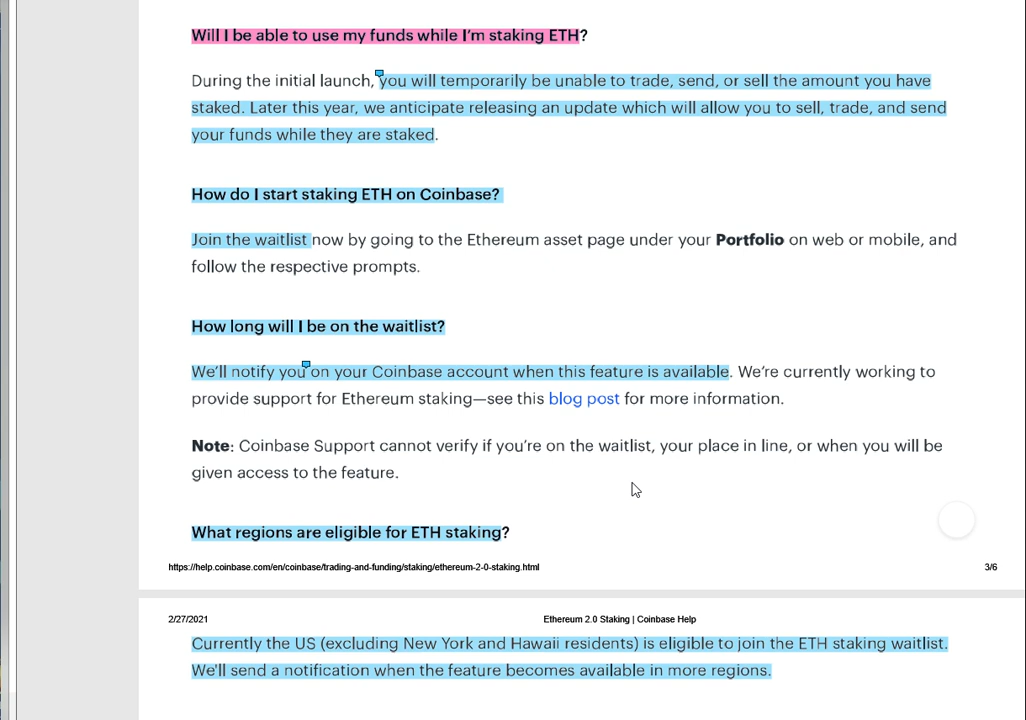 Will I be able to use my funds while I’m staking ETH?
During the initial launch, you will temporarily be unable to trade, send, or sell the amount you have
staked. Later this year, we anticipate releasing an update which will allow you to sell, trade, and send
your funds while they are staked.
How do I start staking ETH on Coinbase?
Join the waitlist now by going to the Ethereum asset page under your Portfolio on web or mobile, and
follow the respective prompts.
How long will I be on the waitlist?
We’ll notify you on your Coinbase account when this feature is available. We’re currently working to
provide support for Ethereum staking—see this blog post for more information.
Note: Coinbase Support cannot verify if you’re on the waitlist, your place in line, or when you will be
given access to the feature.
What regions are eligible for ETH staking?
https://help.coinbase.com/en/coinbase/trading-and-funding/staking/ethereum-2-0-staking.html 3/6
2/27/2021 Ethereum 2.0 Staking | Coinbase Help
Currently the US (excluding New York and Hawaii residents) is eligible to join the ETH staking waitlist.
We'll send a notification when the feature becomes available in more regions.